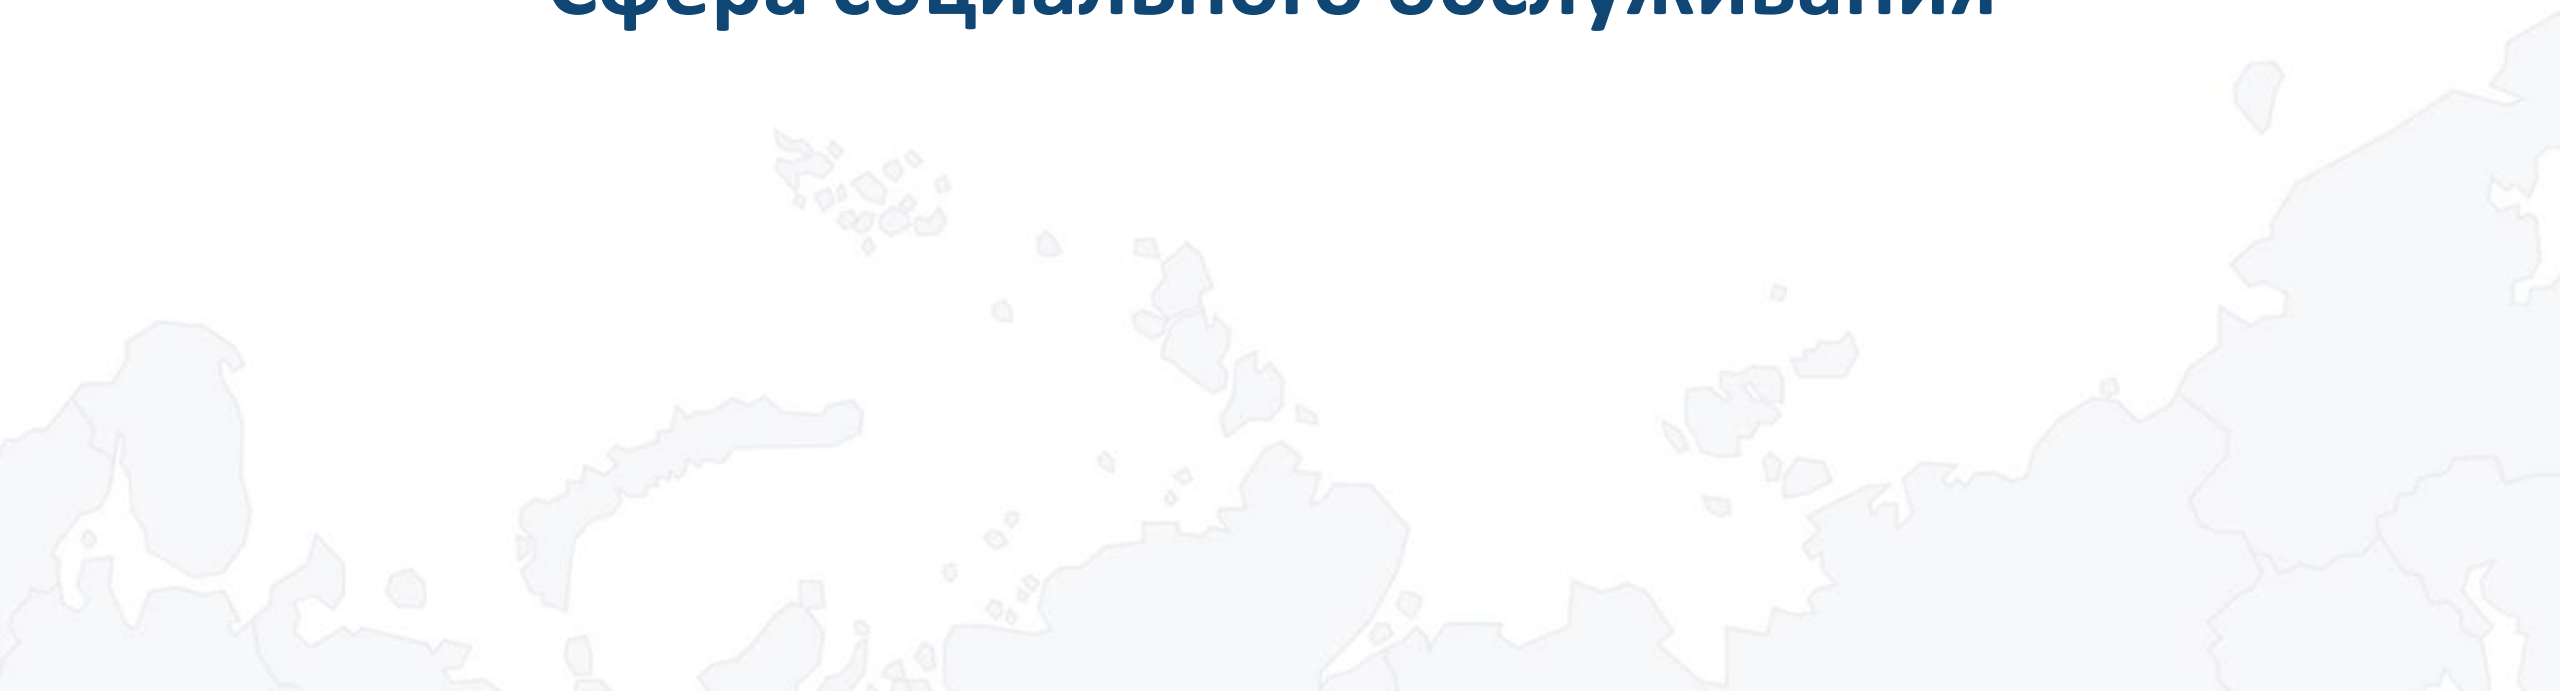 Сфера социального обслуживания